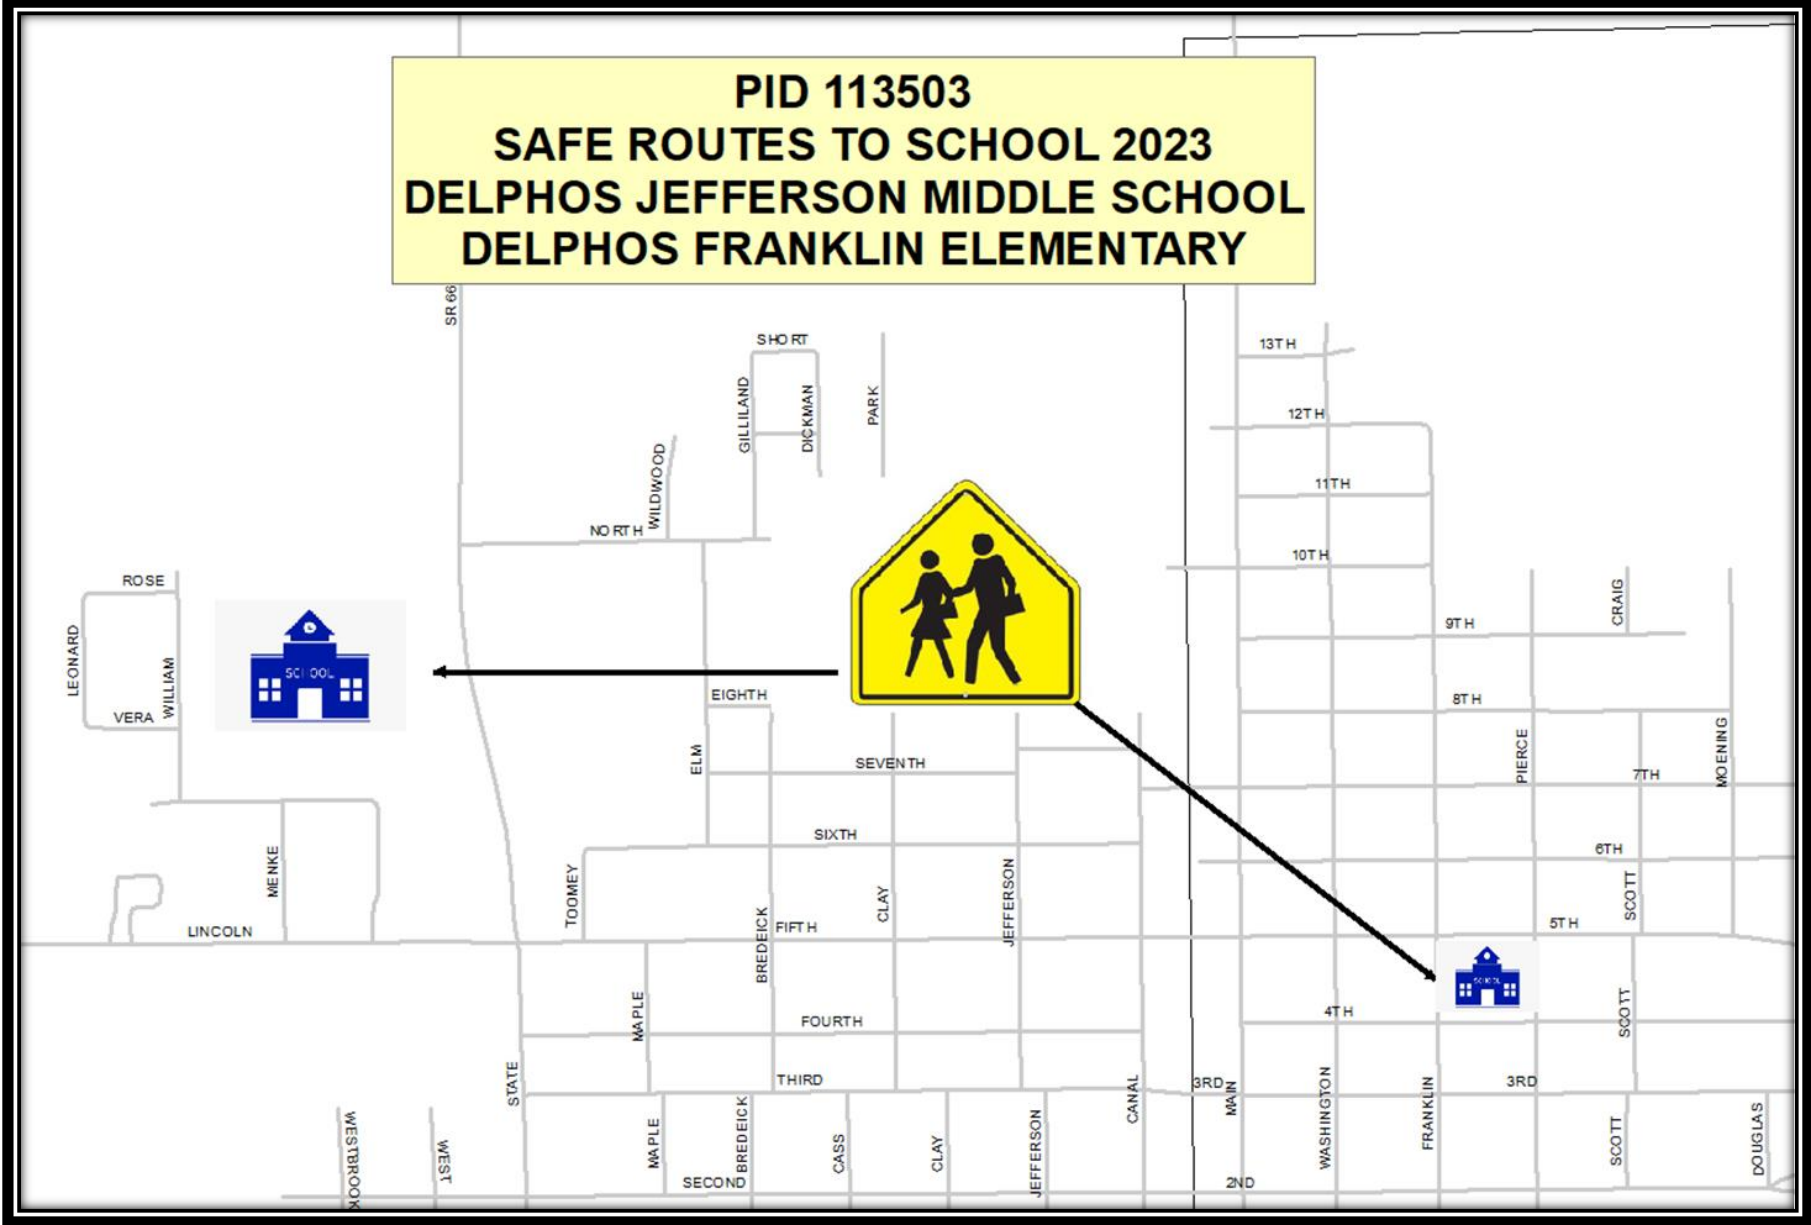 PID 113503
SAFE ROUTES TO SCHOOL 2023
DELPHOS JEFFERSON MIDDLE SCHOOL
DELPHOS FRANKLIN ELEMENTARY
SR 66
SHORT
GILLILAND
DICKMAN
PARK
WILDWOOD
NORTH
13TH
12TH
11TH
10TH
ROSE
LEONARD
WILLIAM
VERA
SCHOOL
CRAIG
9TH
8TH
EIGHTH
ELM
SEVENTH
PIERCE
7TH
MOENING
SIXTH
6TH
MENKE
TOOMEY
CLAY
JEFFERSON
SCOTT
LINCOLN
BREDEICK
FIFTH
5TH
SCHOOL
MAPLE
FOURTH
4TH
SCOTT
STATE
THIRD
CANAL
3RD
MAIN
WASHINGTON
FRANKLIN
3RD
WESTBROOK
WEST
MAPLE
BREDEICK
CASS
CLAY
JEFFERSON
SCOTT
DOUGLAS
SECOND
2ND